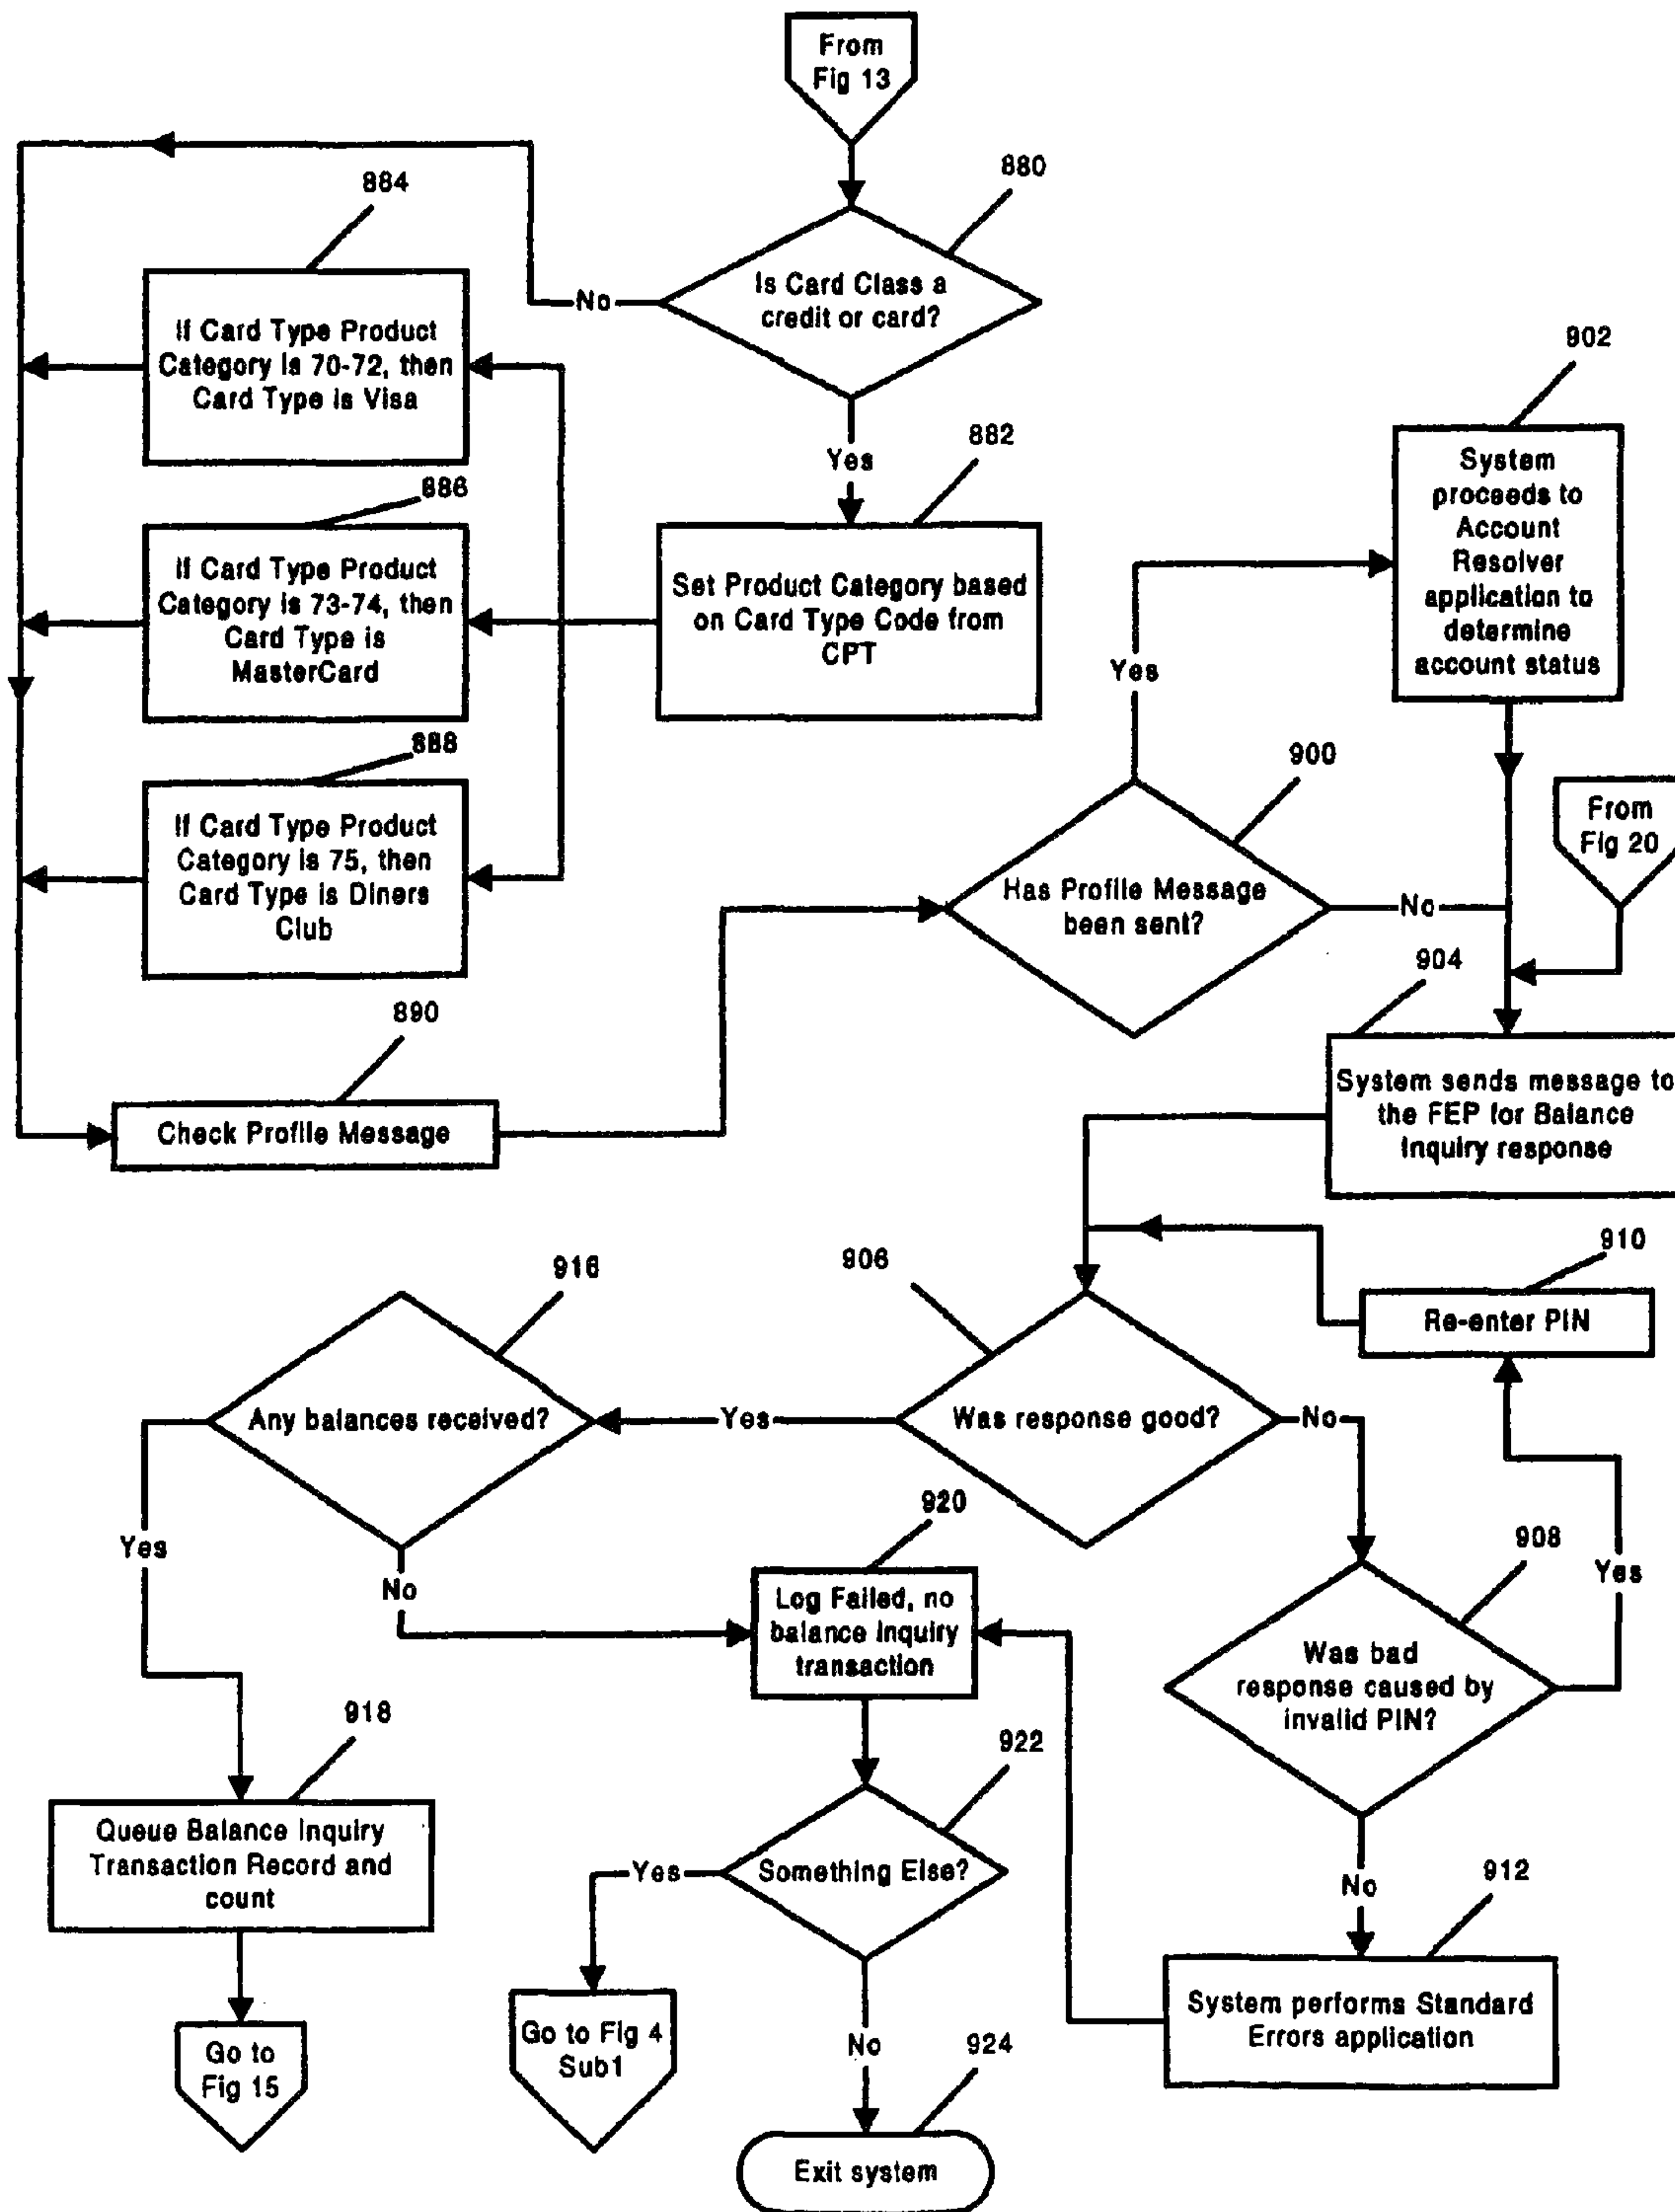 From
Fig 13
880
Is Card Class a
credit or card?
No
Yes
884
If Card Type Product
Category is 70-72, then
Card Type is Visa
882
Set Product Category based
on Card Type Code from
CPT
886
If Card Type Product
Category is 73-74, then
Card Type is
MasterCard
888
If Card Type Product
Category is 75, then
Card Type is Diners
Club
890
Check Profile Message
900
Has Profile Message
been sent?
Yes
No
902
System
proceeds to
Account
Resolver
application to
determine
account status
From
Fig 20
904
System sends message to
the FEP for Balance
Inquiry response
906
Was response good?
Yes
No
910
Re-enter PIN
916
Any balances received?
Yes
No
908
Was bad
response caused by
invalid PIN?
Yes
No
920
Log Failed, no
balance inquiry
transaction
918
Queue Balance Inquiry
Transaction Record and
count
922
Something Else?
Yes
No
912
System performs Standard
Errors application
Go to
Fig 15
Go to Fig 4
Sub1
924
Exit system